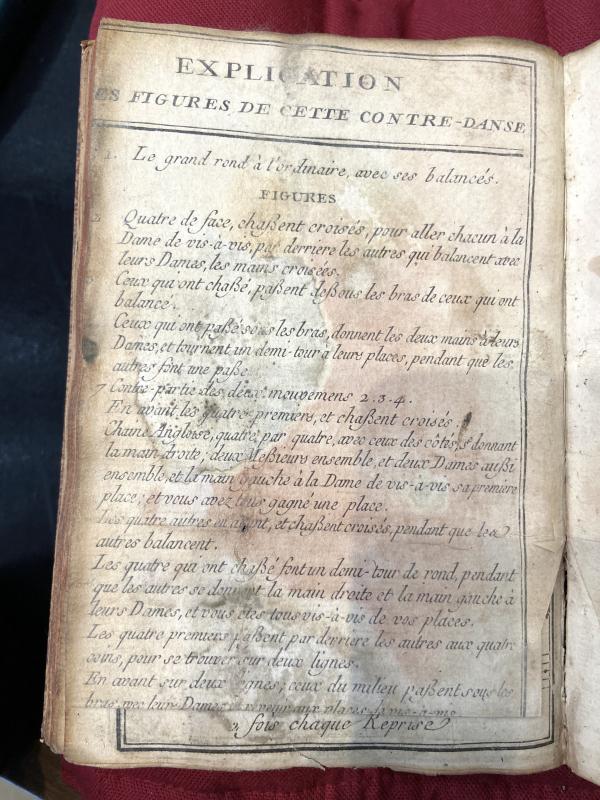 EXPLICATION
ES FIGURES DE CETTE CONTRE-DANSE
1. Le grand rond à l'ordinaire, avec ses balancés.
FIGURES
2 Quatre de face, chaßent croisés, pour aller chacun à la
Dame de vis-à-vis, par derriere les autres qui balancent avec
leurs Damas, les mains croisées.
Ceux qui ont chaßé, paßent deßous les bras de ceux qui ont
balancé.
Ceux qui ont paßé sous les bras, donnent les deux mains à leurs
Dames, et tournent un demi-tour à leurs places, pendant que les
autres font une paße
7 Contre-partie des deux mouvemens 2.3.4.
En avant les quatre premiers, et chaßent croisés.
Chaine Angloise, quatre par quatre, avec ceux des côtés, se donnant
la main droite, deux Meßieurs ensemble, et deux Dames außi
ensemble, et la main gauche à la Dame de vis-à-vis sa première
place; et vous avez tous gagné une place.
Les quatre autres en avant, et chaßent croisés, pendant que les
autres balancent.
Les quatre qui ont chaßé font un demi-tour de rond, pendant
que les autres se donnent la main droite et la main gauche à
leurs Dames, et vous êtes tous vis-à-vis de vos places.
Les quatre premiers paßent par derriere les autres aux quatre
coins, pour se trouver sur deux lignes.
En avant sur deux lignes; ceux du milieu paßent sous les
bras avec leurs Dames
2 fois chaque Reprise